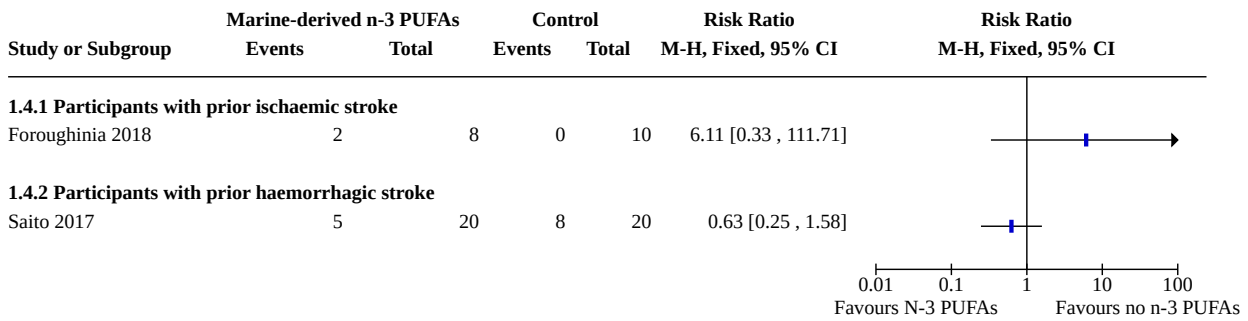 Marine-derived n-3 PUFAs Control Risk Ratio Risk Ratio
Study or Subgroup Events Total Events Total M-H, Fixed, 95% CI M-H, Fixed, 95% CI
1.4.1 Participants with prior ischaemic stroke
Foroughinia 2018 2 8 0 10 6.11 [0.33 , 111.71]
1.4.2 Participants with prior haemorrhagic stroke
Saito 2017 5 20 8 20 0.63 [0.25 , 1.58]
0.01 0.1 1 10 100
Favours N-3 PUFAs Favours no n-3 PUFAs